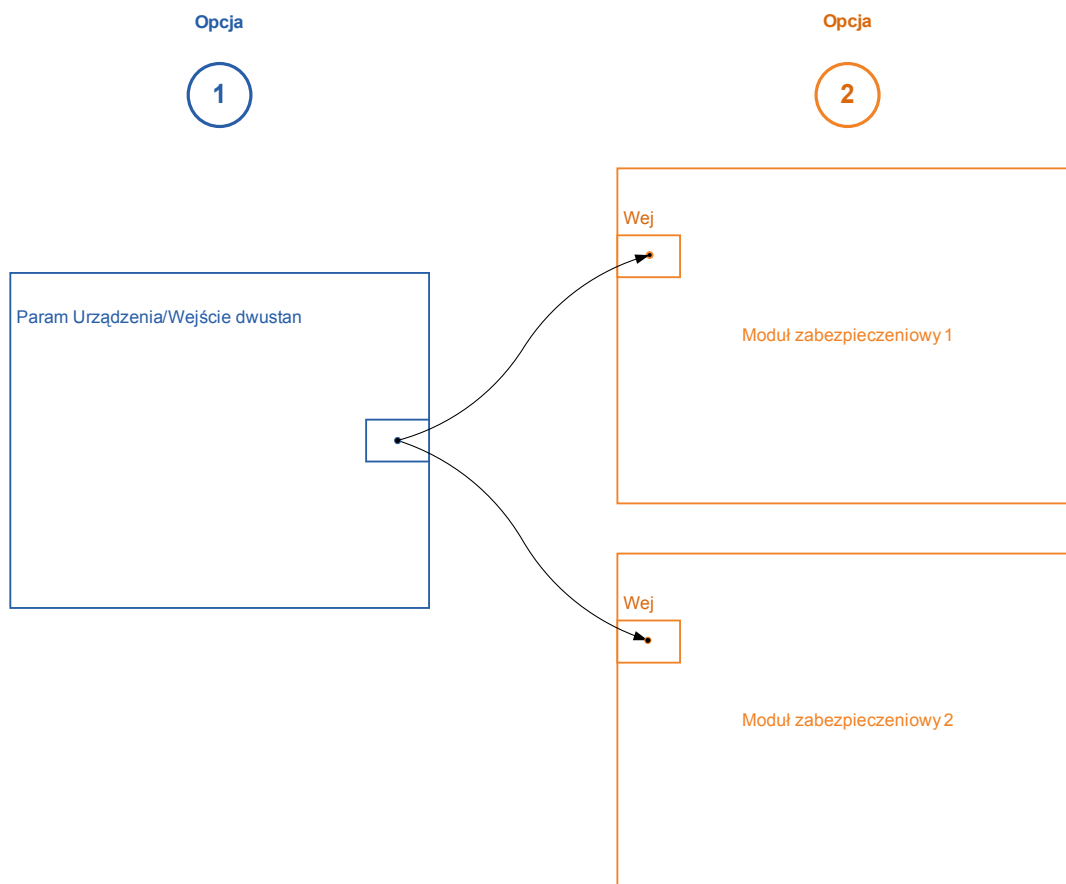 Opcja
1
Opcja
2
Param Urządzenia/Wejście dwustan
Wej
Moduł zabezpieczeniowy 1
Wej
Moduł zabezpieczeniowy 2